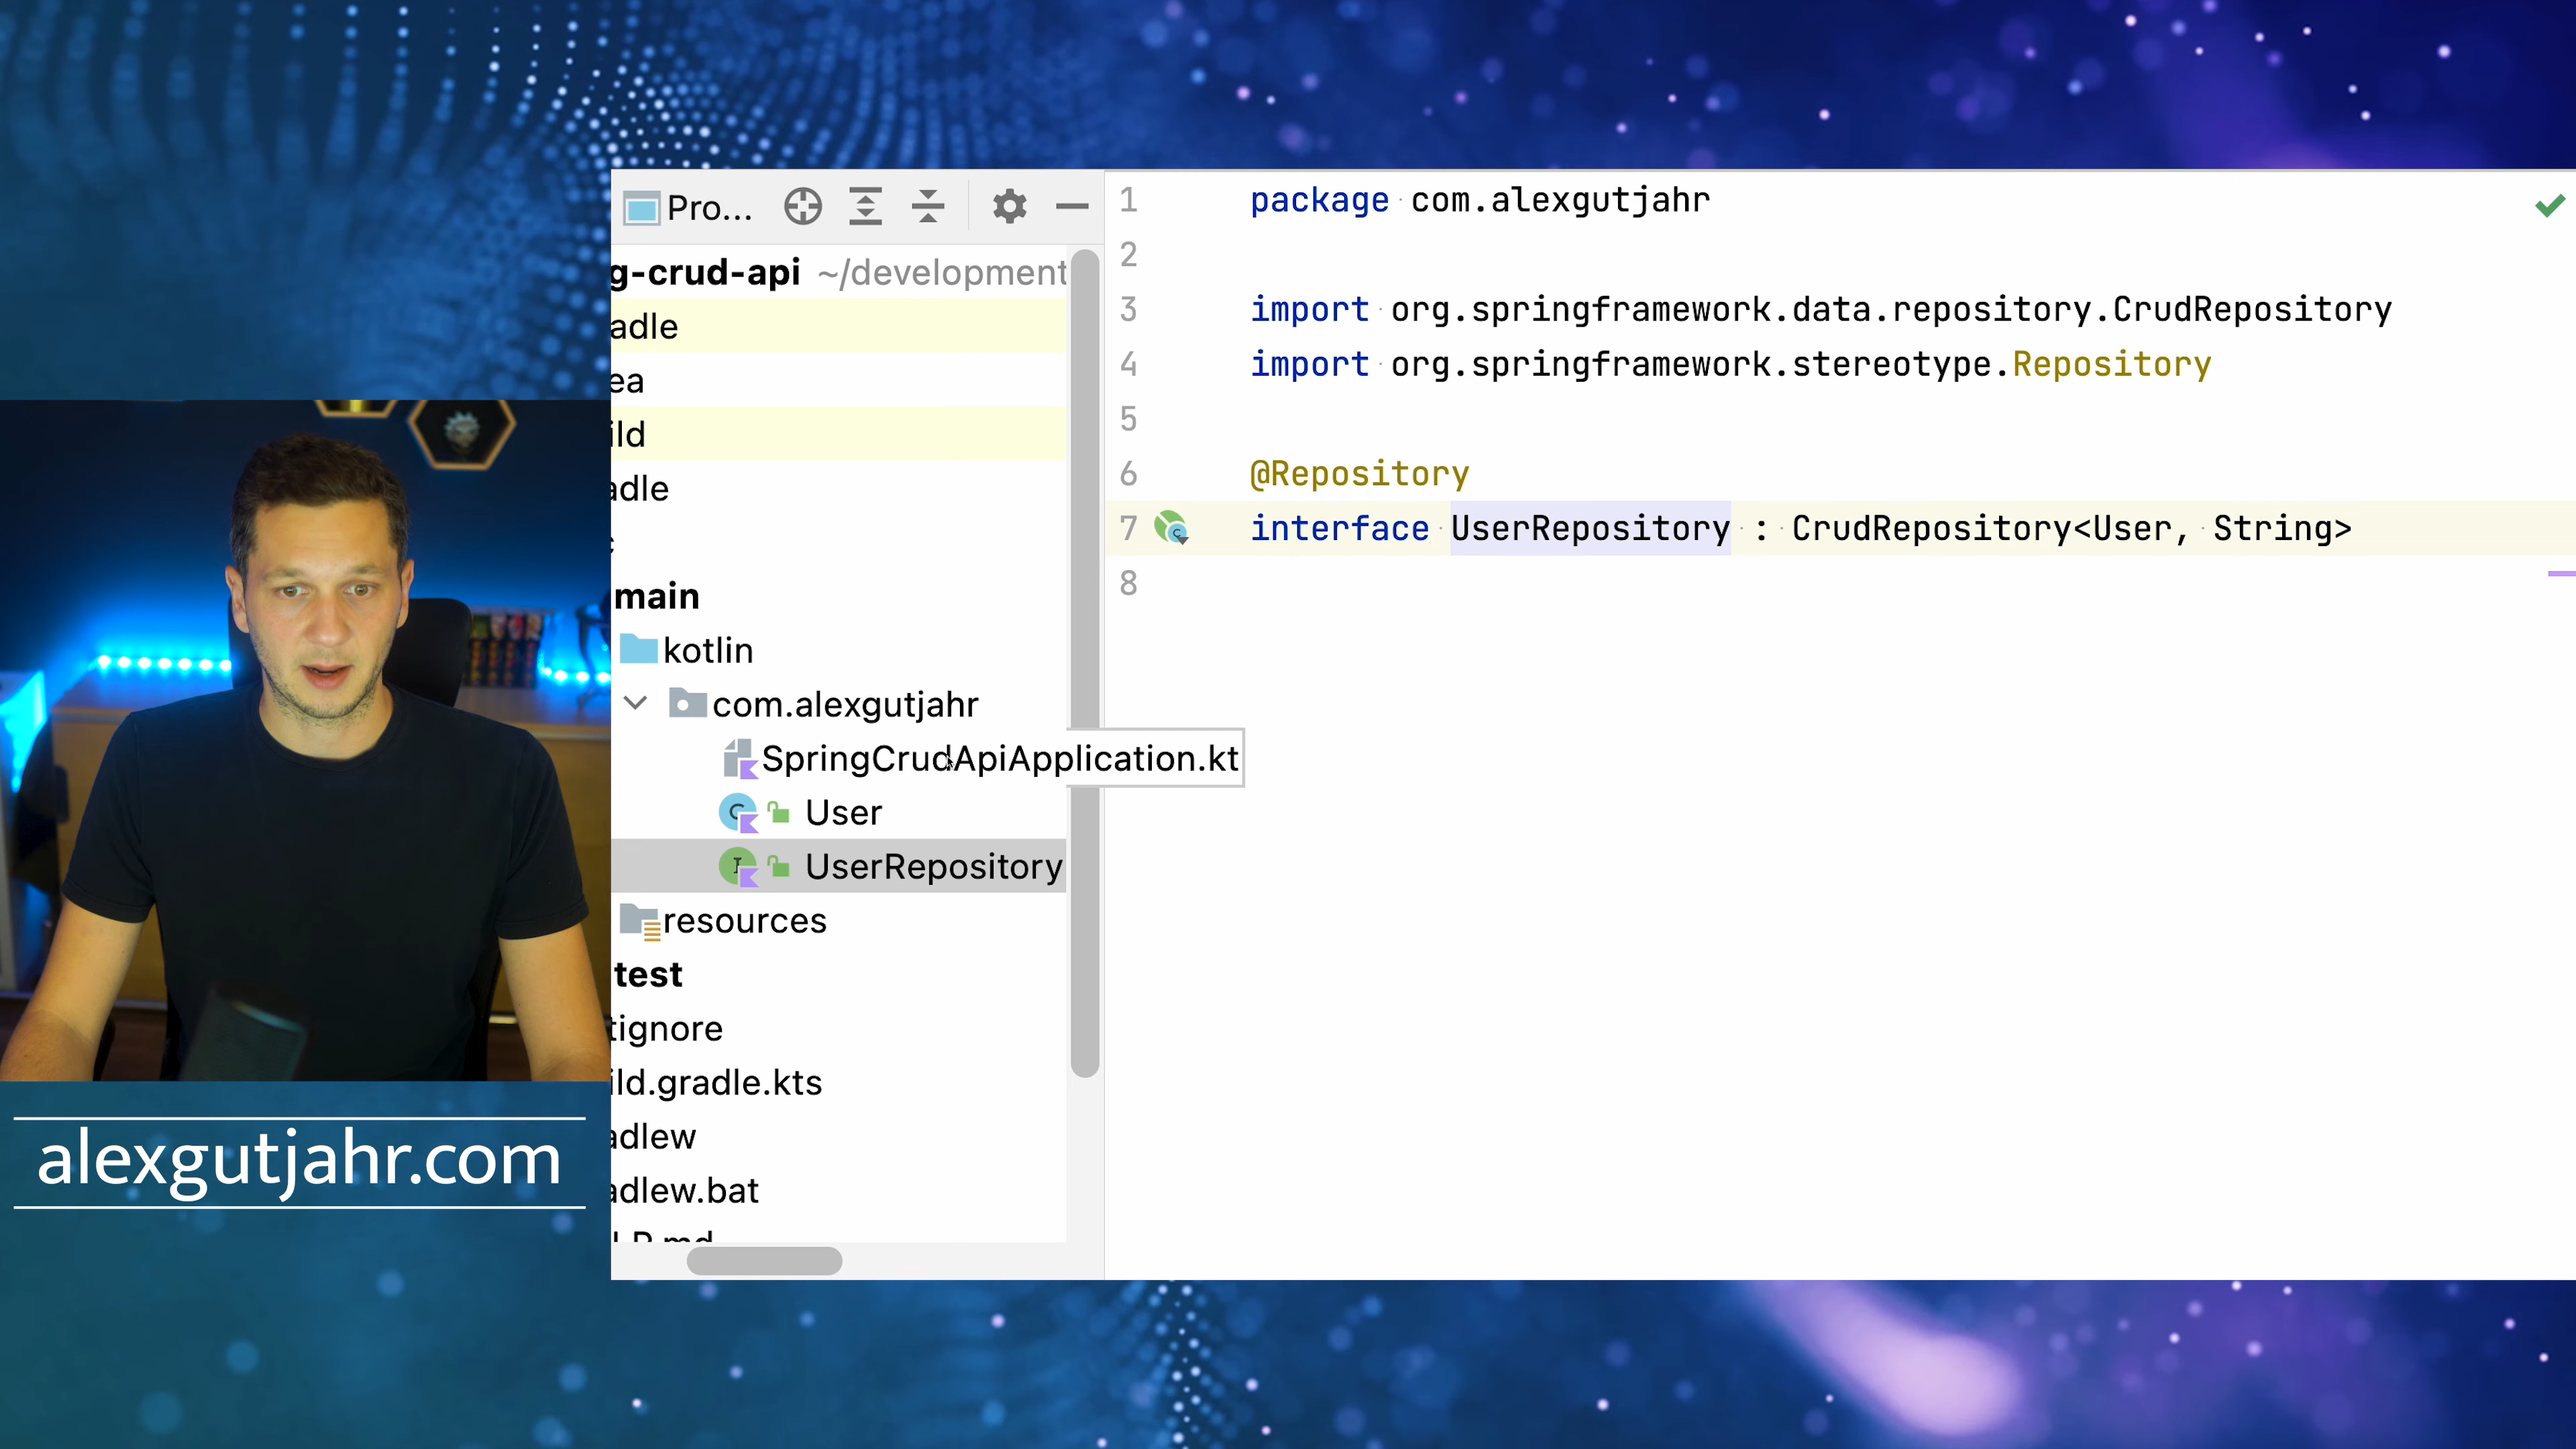 Pro...
g-crud-api ~/development
adle
ea
ild
adle
main
kotlin
com.alexgutjahr
SpringCrudApiApplication.kt
User
UserRepository
resources
test
tignore
ild.gradle.kts
adlew
adlew.bat
1 package com.alexgutjahr
2
3 import org.springframework.data.repository.CrudRepository
4 import org.springframework.stereotype.Repository
5
6 @Repository
7 interface UserRepository : CrudRepository<User, String>
8
alexgutjahr.com